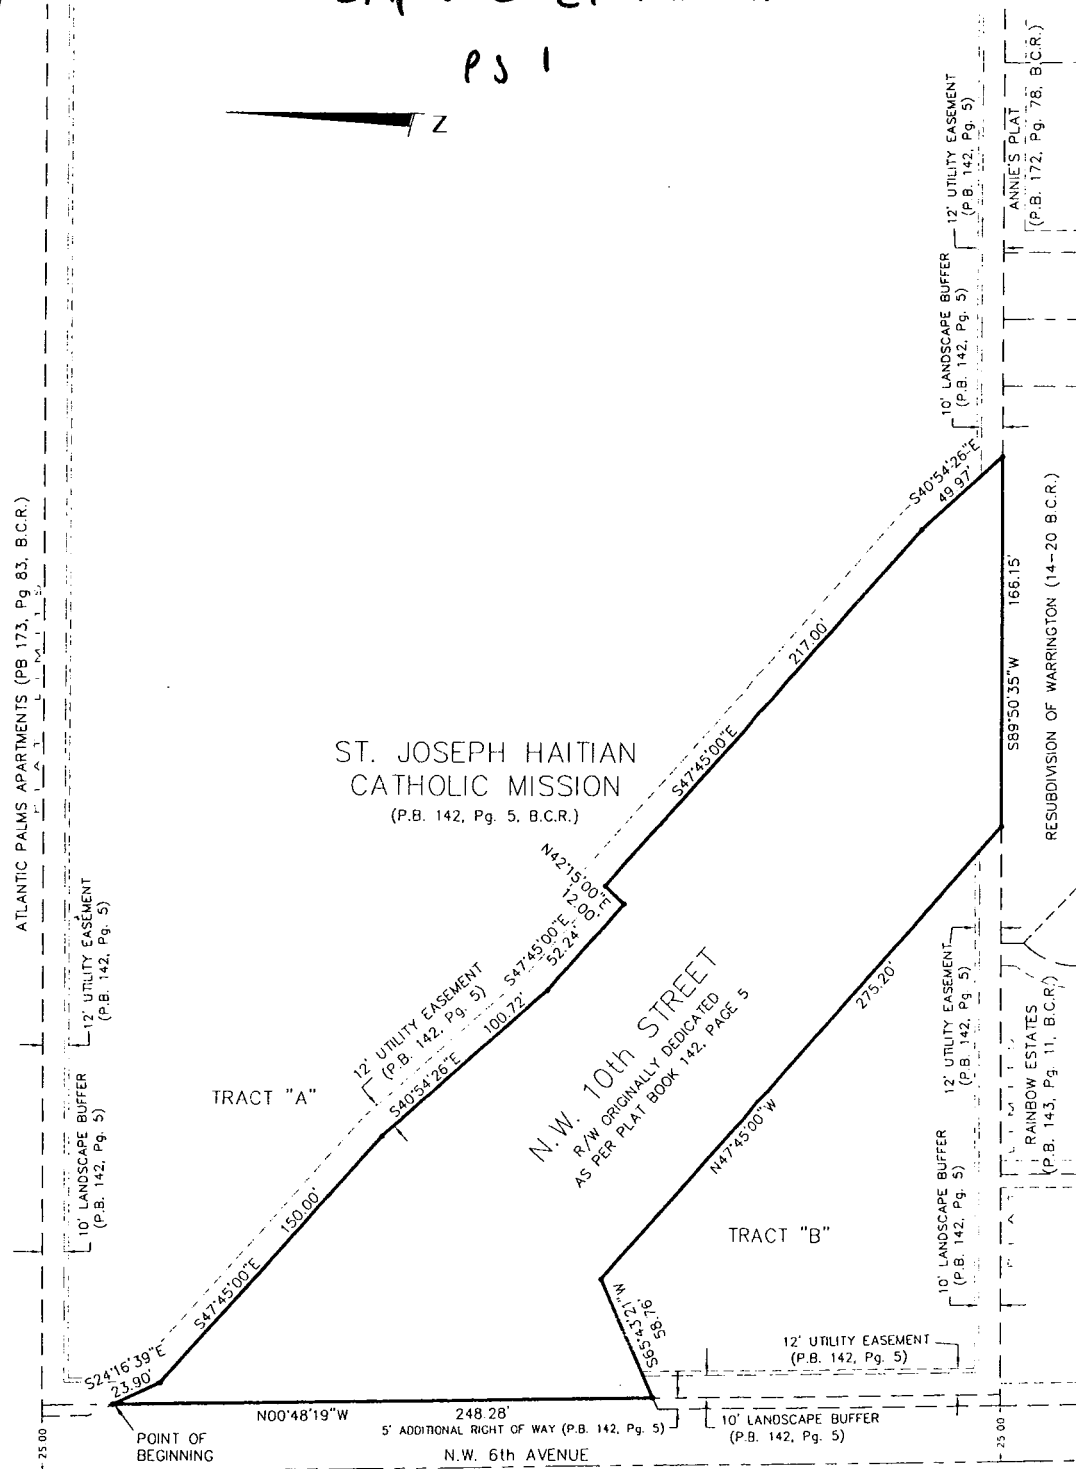 PG 1
Z
12' UTILITY EASEMENT
(P.B. 142, Pg. 5)
ANNIE'S PLAT
(P.B. 172, Pg. 78, B.C.R.)
10' LANDSCAPE BUFFER
(P.B. 142, Pg. 5)
S40°54'26"E
49.97'
ATLANTIC PALMS APARTMENTS (PB 173, Pg 83, B.C.R.)
PLAT LIMITS
217.00'
S47°45'00"E
166.15'
S89°50'35"W
RESUBDIVISION OF WARRINGTON (14-20 B.C.R.)
ST. JOSEPH HAITIAN
CATHOLIC MISSION
(P.B. 142, Pg. 5, B.C.R.)
N42°15'00"E
12.00'
S47°45'00"E
52.24'
12' UTILITY EASEMENT
(P.B. 142, Pg. 5)
12' UTILITY EASEMENT
(P.B. 142, Pg. 5)
100.72'
S40°54'26"E
N.W. 10th STREET
R/W ORIGINALLY DEDICATED
AS PER PLAT BOOK 142, PAGE 5
275.20'
N47°45'00"W
12' UTILITY EASEMENT
(P.B. 142, Pg. 5)
RAINBOW ESTATES
(P.B. 143, Pg. 11, B.C.R.)
TRACT "A"
10' LANDSCAPE BUFFER
(P.B. 142, Pg. 5)
150.00'
S47°45'00"E
TRACT "B"
10' LANDSCAPE BUFFER
(P.B. 142, Pg. 5)
S65°43'21"W
58.76'
S24°16'39"E
23.90'
12' UTILITY EASEMENT
(P.B. 142, Pg. 5)
N00°48'19"W
248.28'
5' ADDITIONAL RIGHT OF WAY (P.B. 142, Pg. 5)
10' LANDSCAPE BUFFER
(P.B. 142, Pg. 5)
POINT OF
BEGINNING
N.W. 6th AVENUE
25.00
25.00